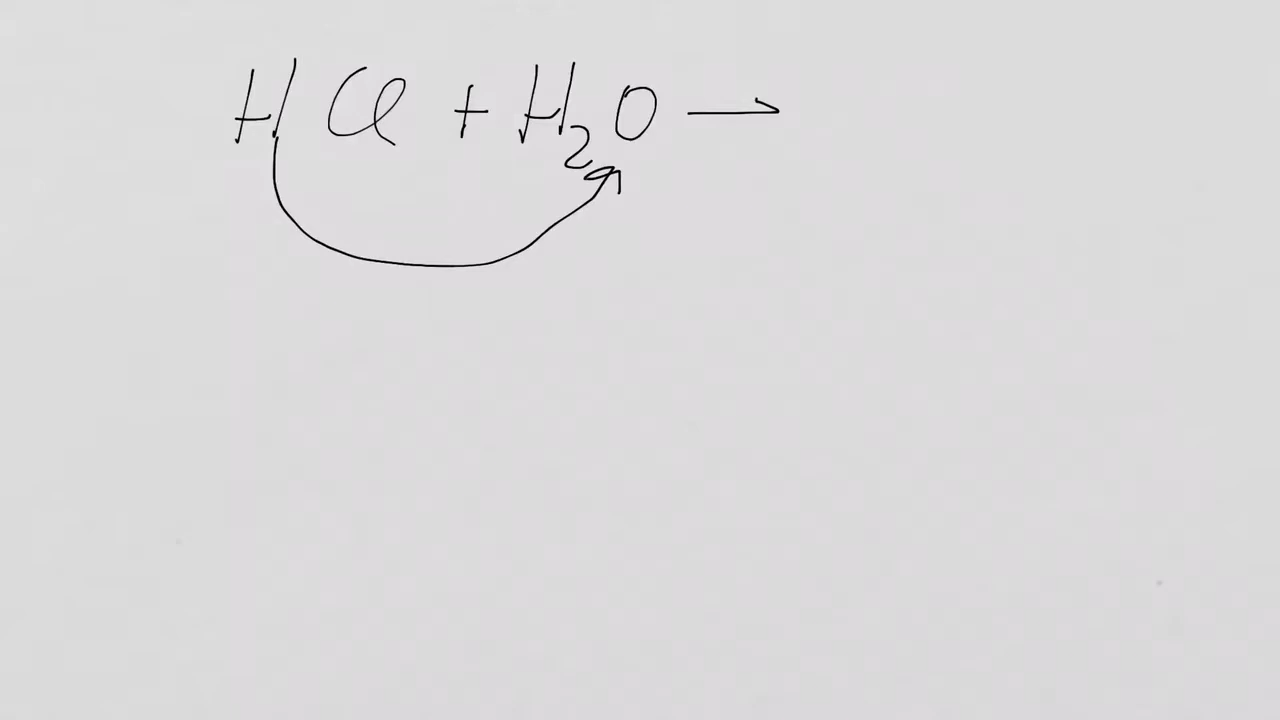 HCl + H₂O →